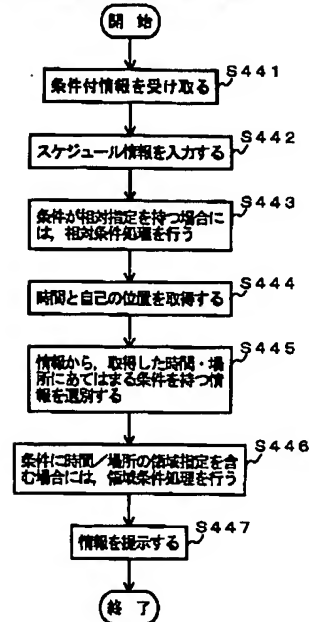 開 始
S441
条件付情報を受け取る
S442
スケジュール情報を入力する
S443
条件が相対指定を持つ場合に
は，相対条件処理を行う
S444
時間と自己の位置を取得する
S445
情報から，取得した時間・場
所にあてはまる条件を持つ情
報を選別する
S446
条件に時間／場所の領域指定を含
む場合には，領域条件処理を行う
S447
情報を提示する
終 了